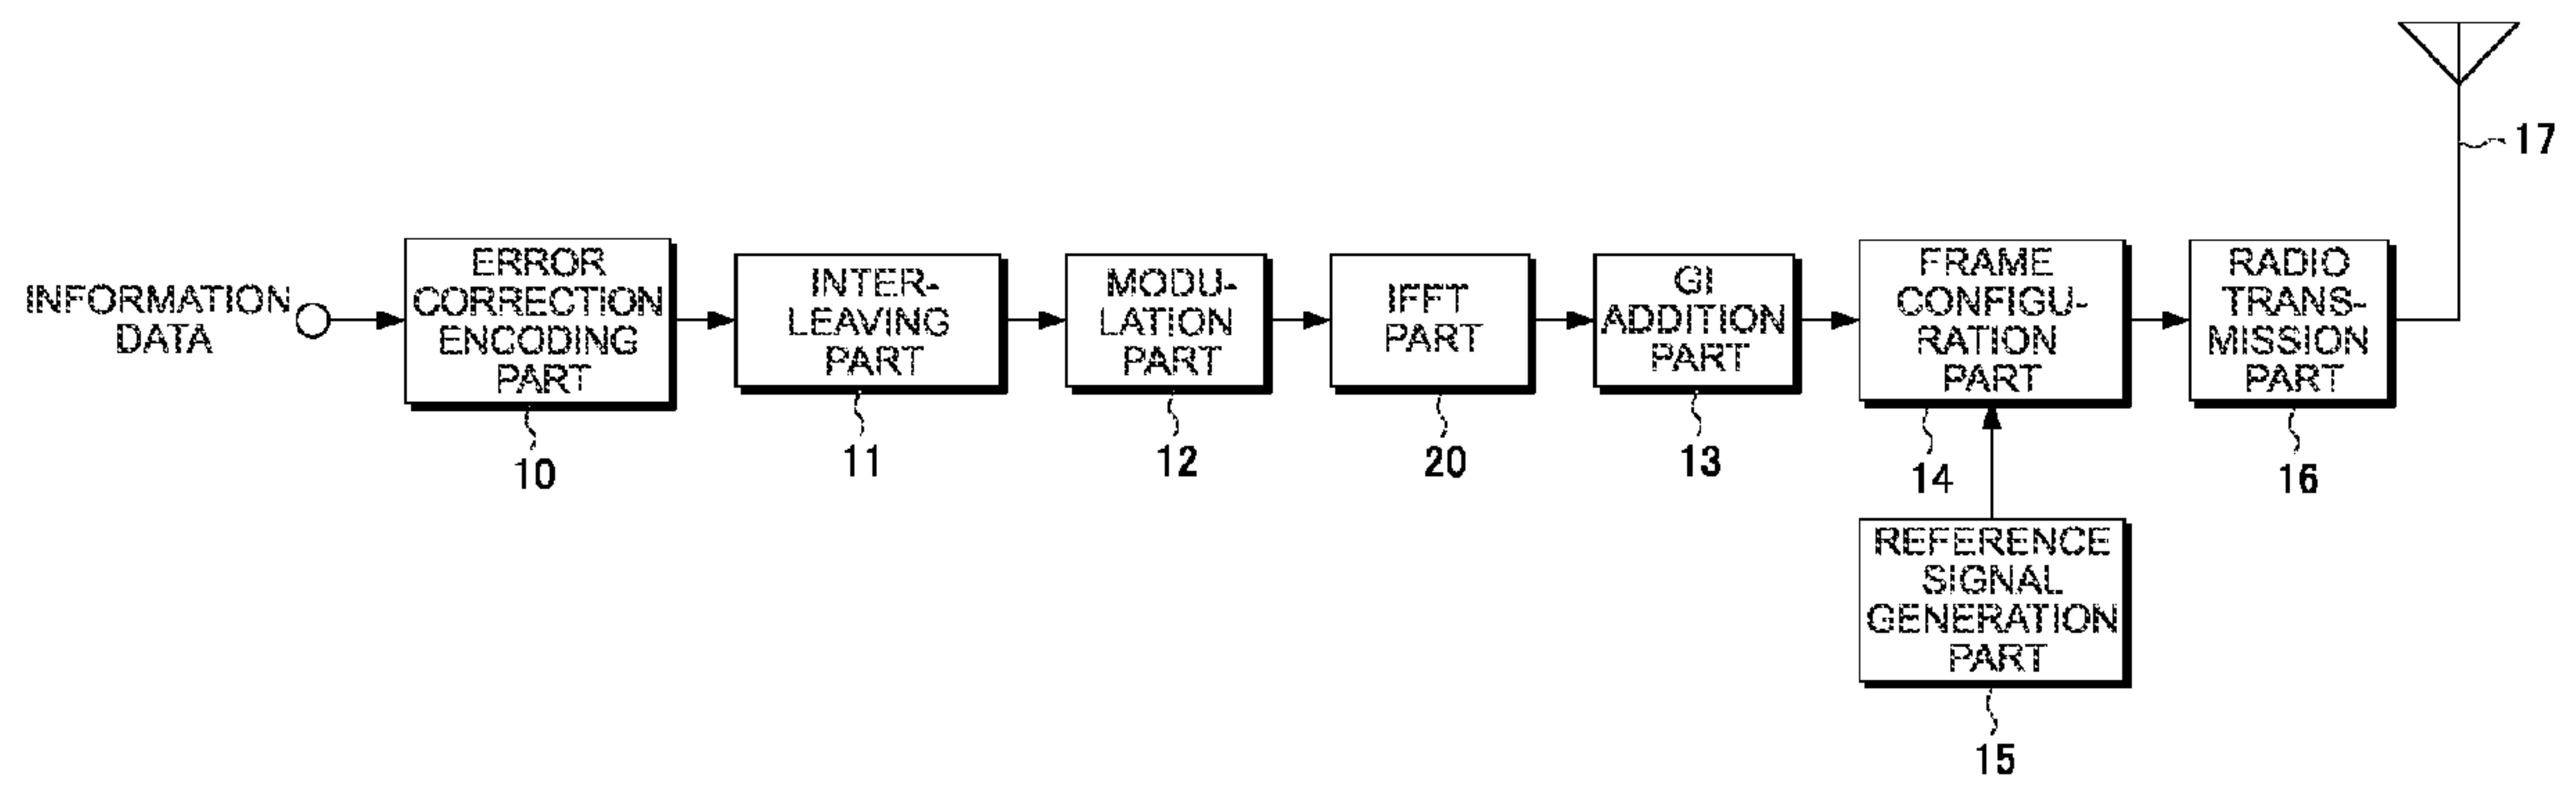 INFORMATION
DATA
ERROR
CORRECTION
ENCODING
PART
10
INTER-
LEAVING
PART
11
MODU-
LATION
PART
12
IFFT
PART
20
GI
ADDITION
PART
13
FRAME
CONFIGU-
RATION
PART
14
REFERENCE
SIGNAL
GENERATION
PART
15
RADIO
TRANS-
MISSION
PART
16
17